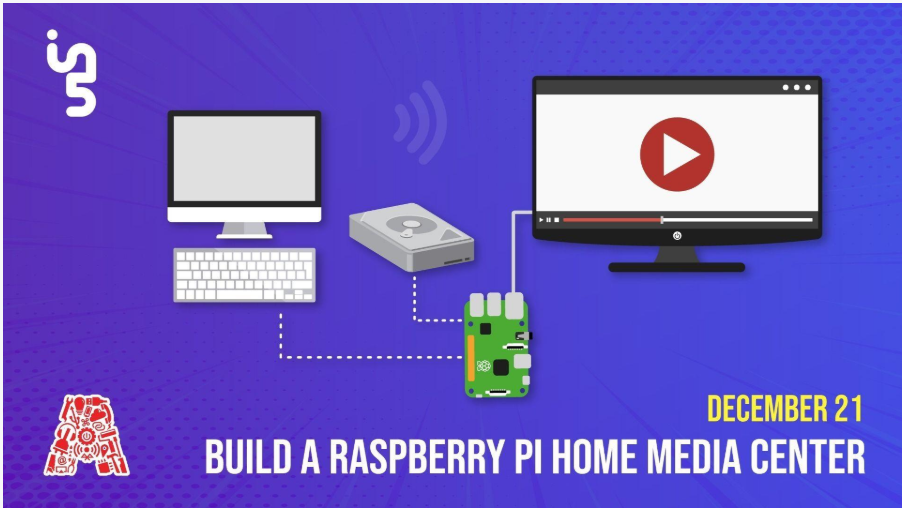 DECEMBER 21
BUILD A RASPBERRY PI HOME MEDIA CENTER